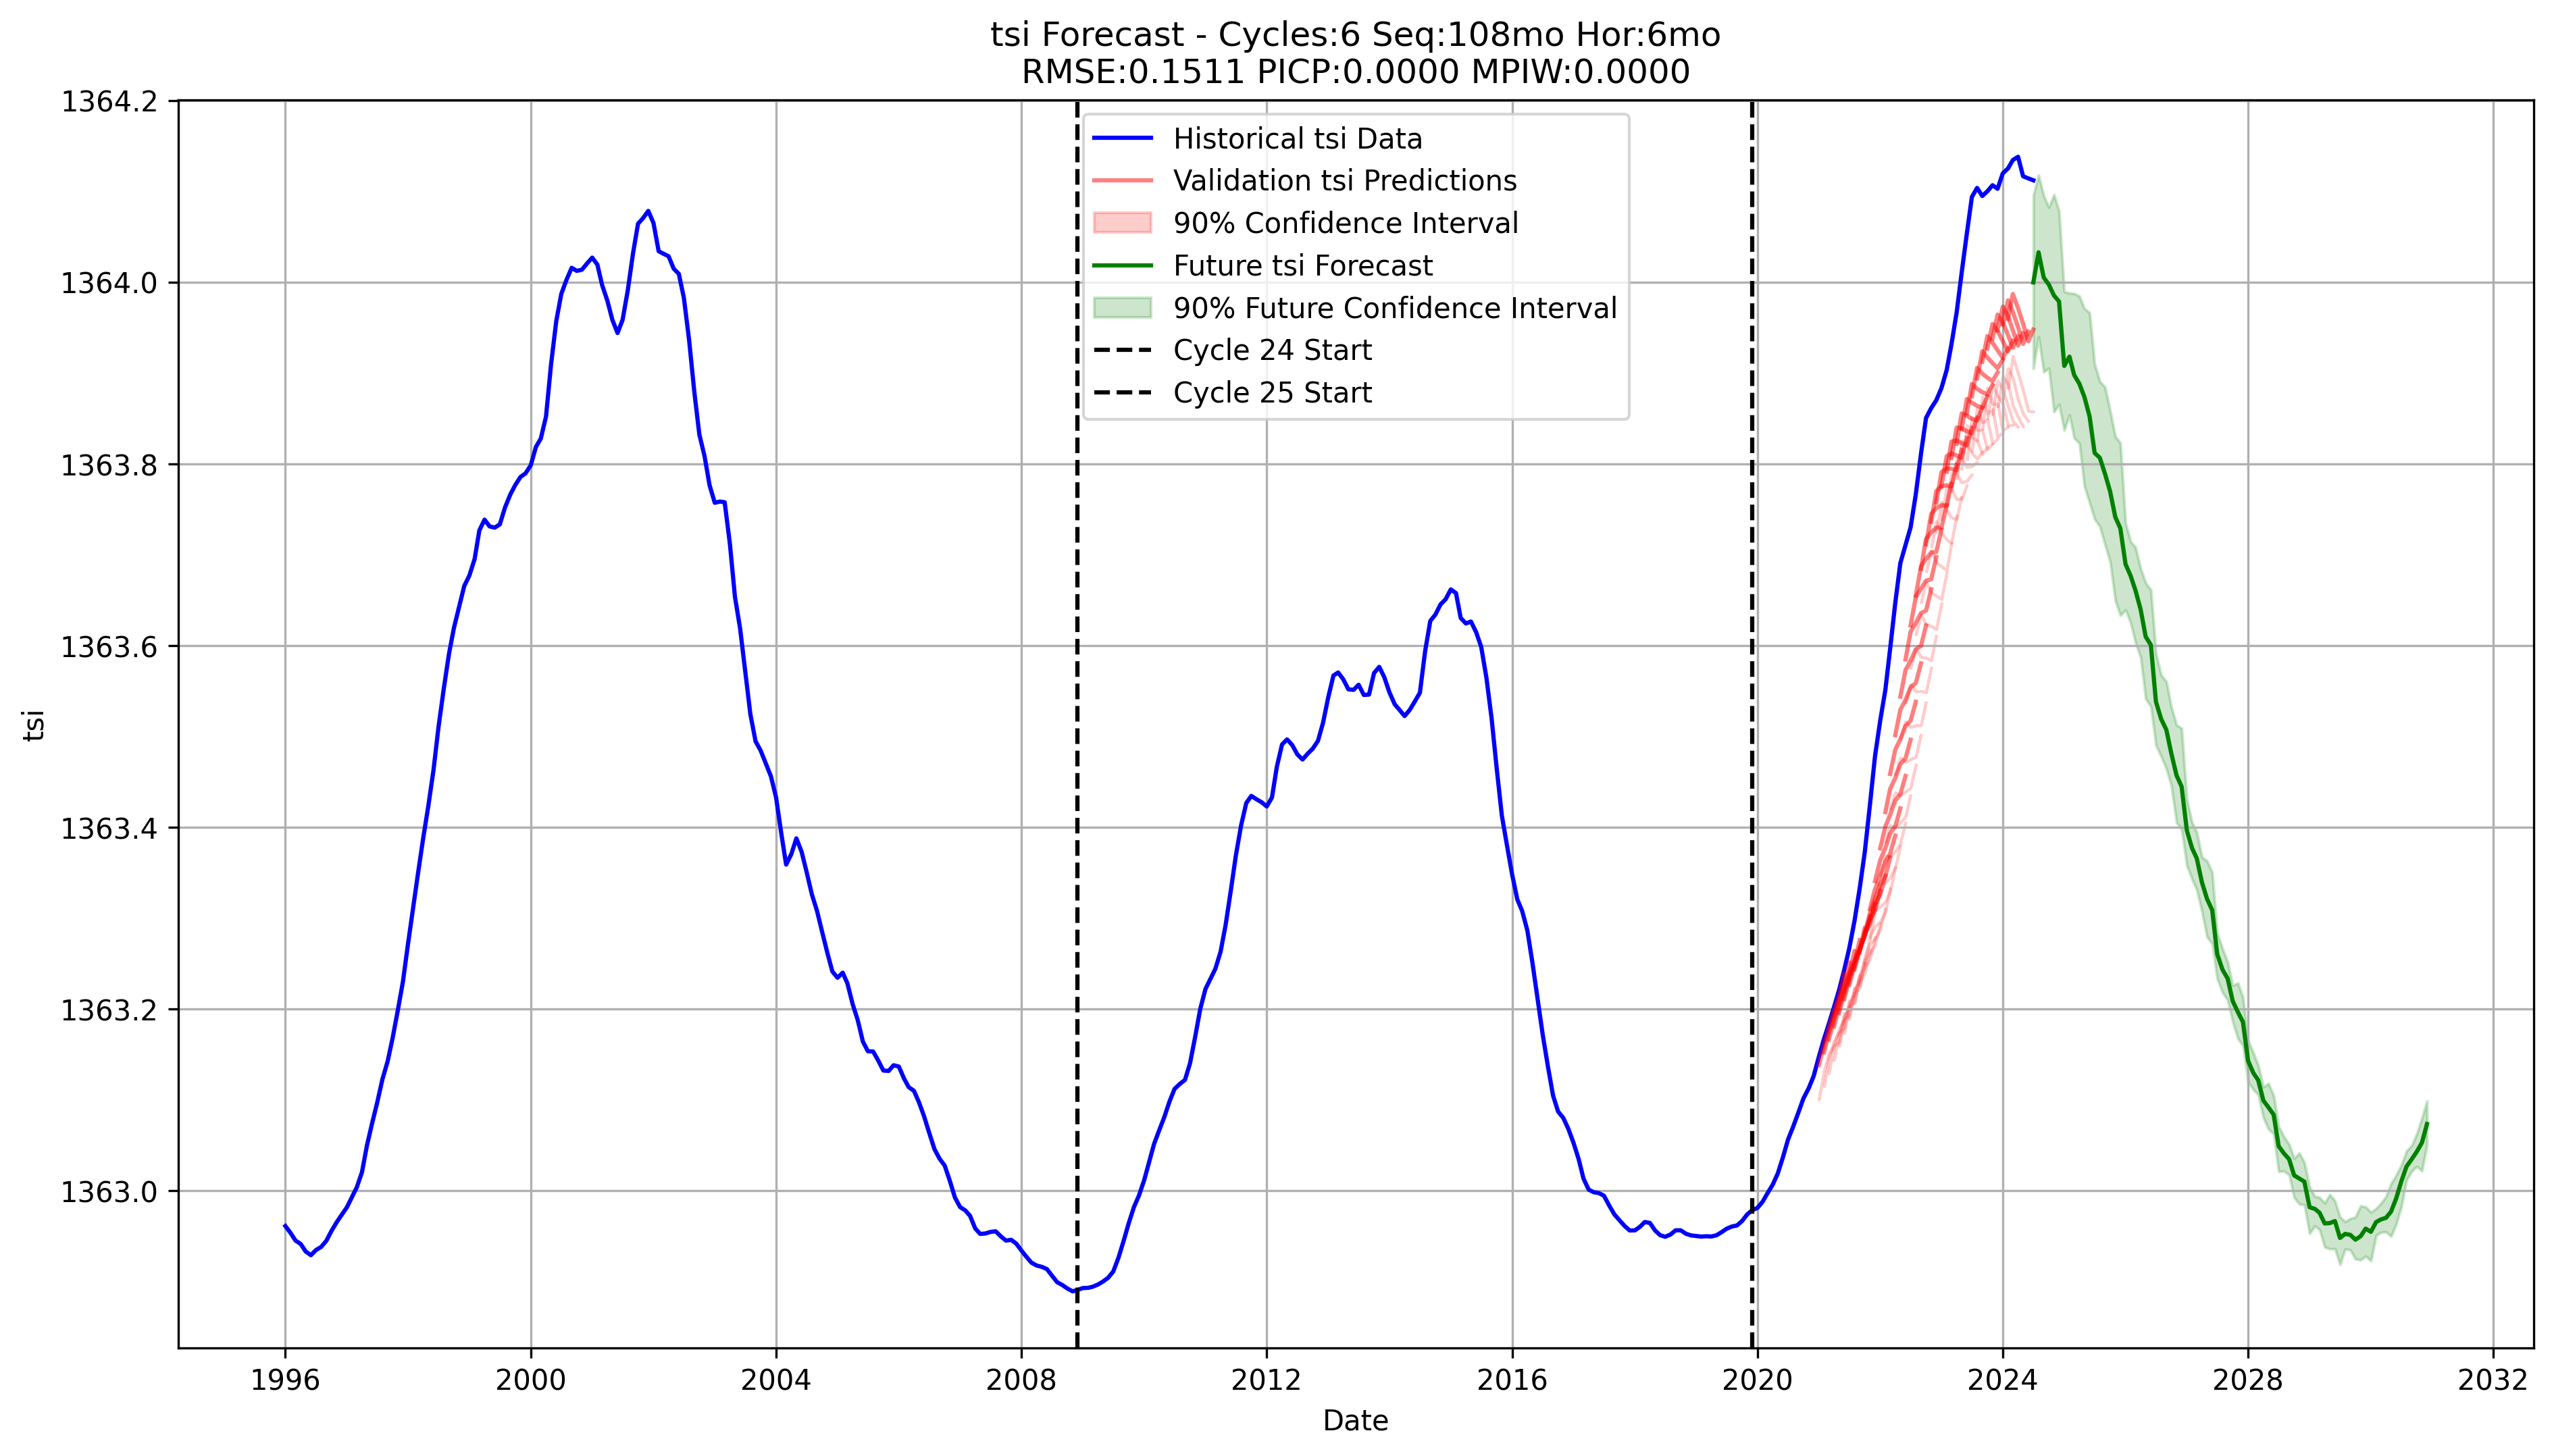 tsi Forecast - Cycles:6 Seq:108mo Hor:6mo
RMSE:0.1511 PICP:0.0000 MPIW:0.0000
1364.2
1364.0
1363.8
1363.6
1363.4
1363.2
1363.0
tsi
Historical tsi Data
Validation tsi Predictions
90% Confidence Interval
Future tsi Forecast
90% Future Confidence Interval
Cycle 24 Start
Cycle 25 Start
1996 2000 2004 2008 2012 2016 2020 2024 2028 2032
Date